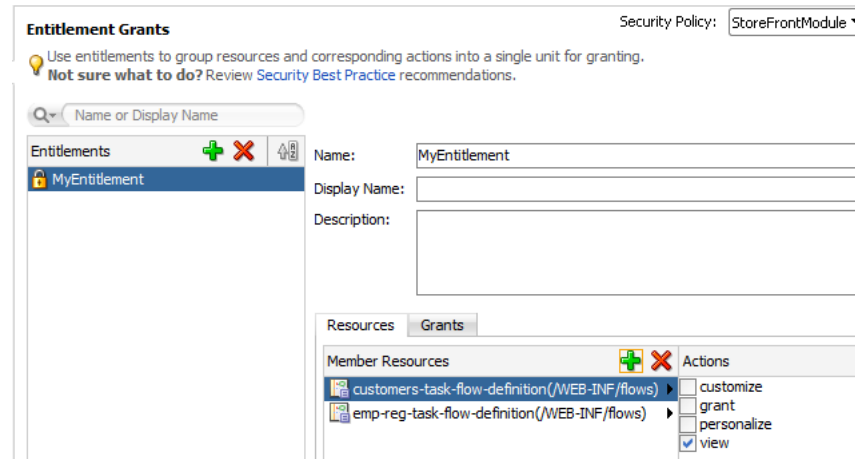 Entitlement Grants
Security Policy: StoreFrontModule
Use entitlements to group resources and corresponding actions into a single unit for granting.
Not sure what to do? Review Security Best Practice recommendations.
Name or Display Name
Entitlements
MyEntitlement
Name: MyEntitlement
Display Name:
Description:
Resources Grants
Member Resources
Actions
customers-task-flow-definition(/WEB-INF/flows)
emp-reg-task-flow-definition(/WEB-INF/flows)
customize
grant
personalize
view